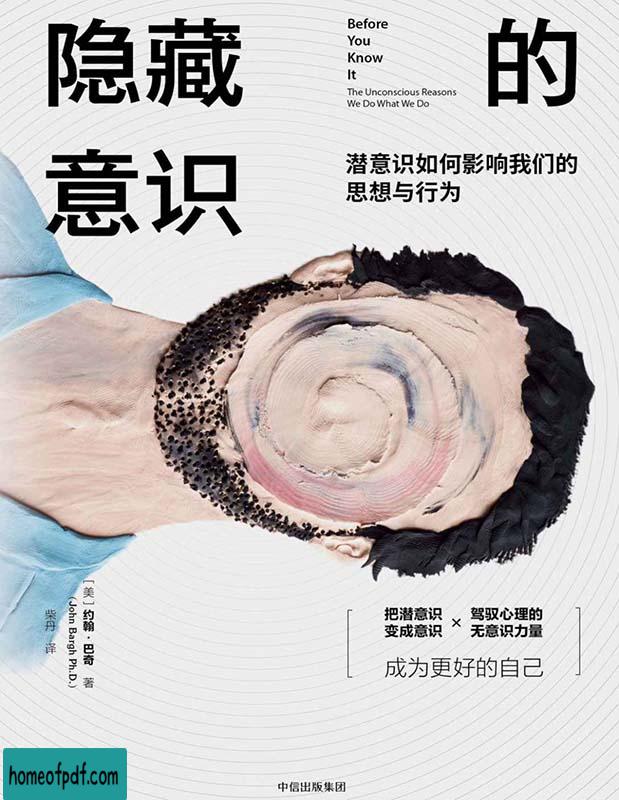 隐藏
的
意识
Before
You
Know
It
The Unconscious Reasons
We Do What We Do
潜意识如何影响我们的
思想与行为
[美] 约翰·巴奇 著
(John Bargh Ph.D.)
柴丹 译
把潜意识
变成意识
×
驾驭心理的
无意识力量
成为更好的自己
中信出版集团
homeofpdf.com